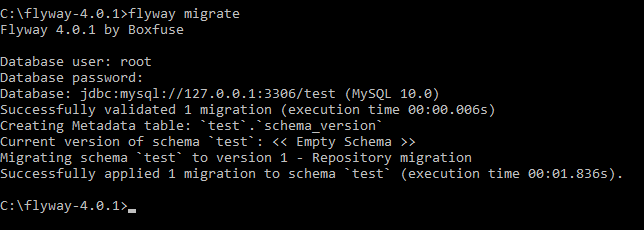 C:\flyway-4.0.1>flyway migrate
Flyway 4.0.1 by Boxfuse
Database user: root
Database password:
Database: jdbc:mysql://127.0.0.1:3306/test (MySQL 10.0)
Successfully validated 1 migration (execution time 00:00.006s)
Creating Metadata table: `test`.`schema_version`
Current version of schema `test`: << Empty Schema >>
Migrating schema `test` to version 1 - Repository migration
Successfully applied 1 migration to schema `test` (execution time 00:01.836s).
C:\flyway-4.0.1>